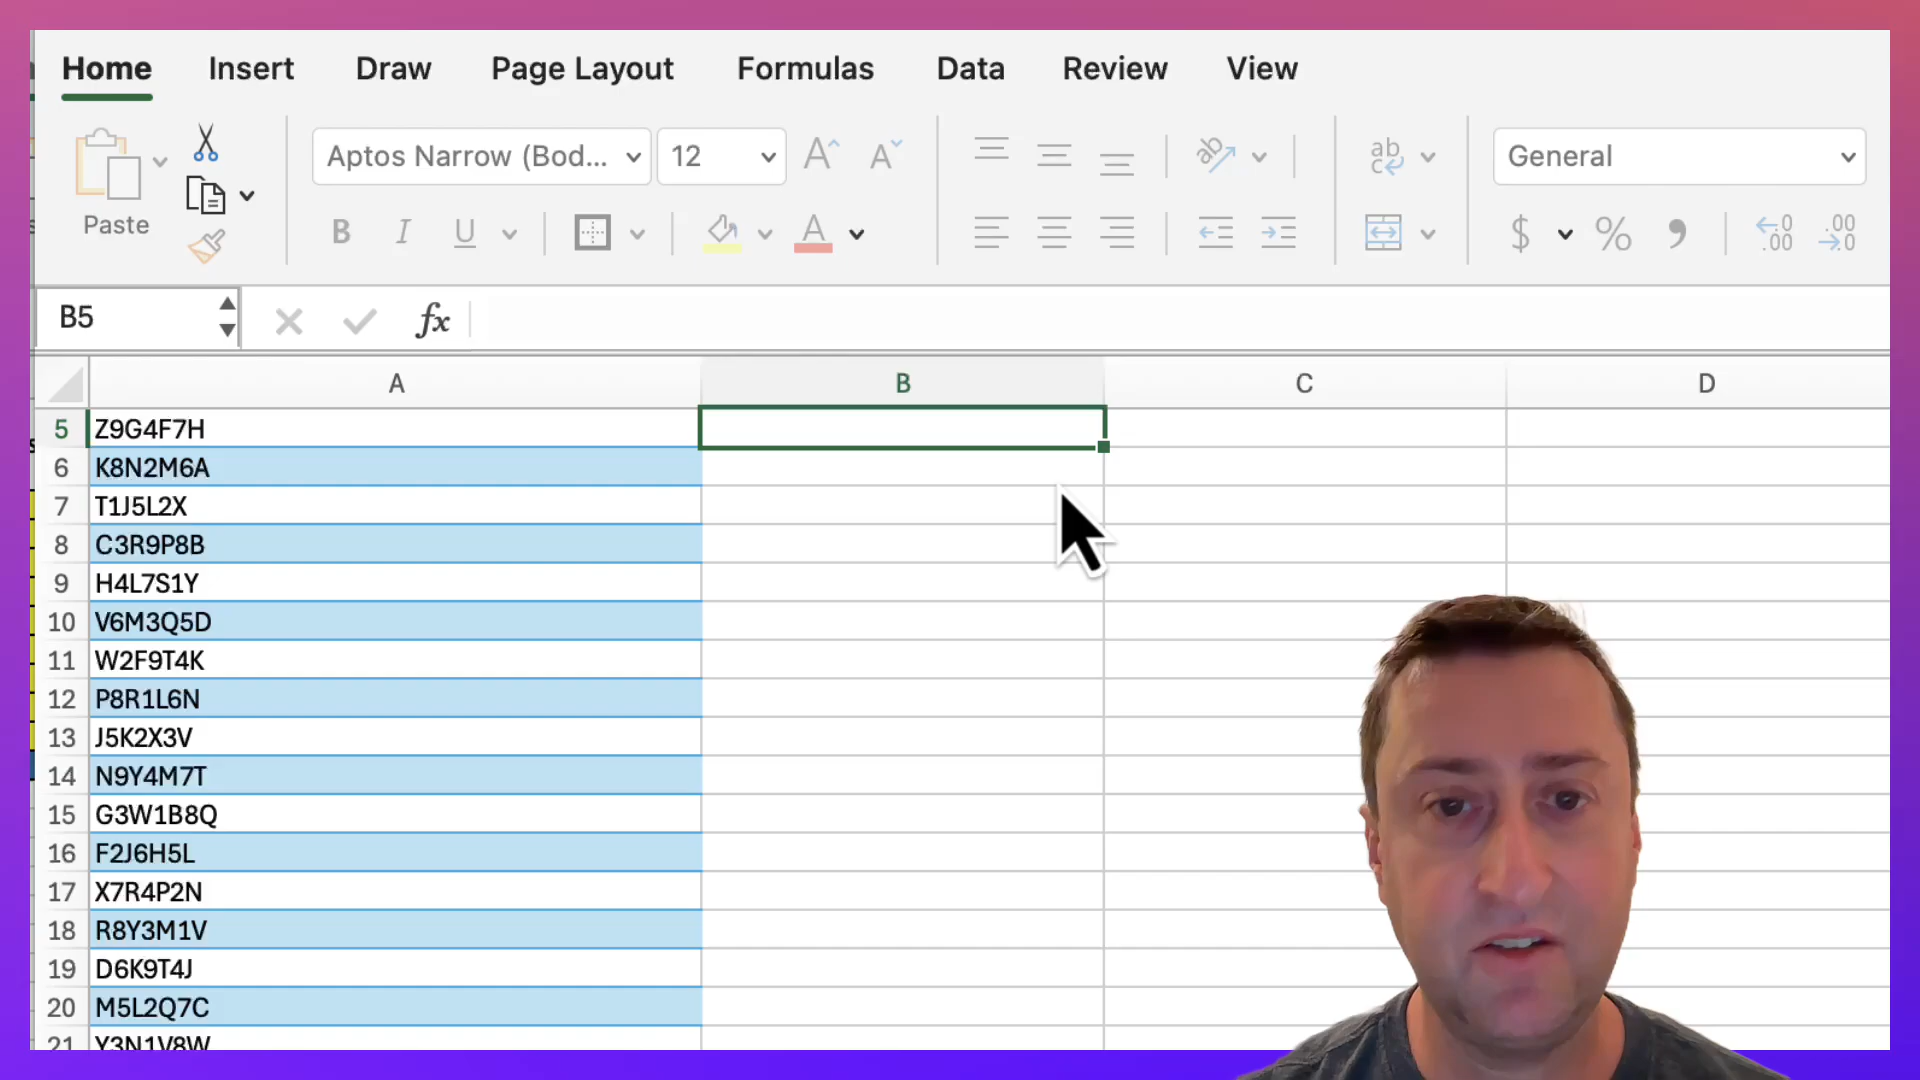 Home Insert Draw Page Layout Formulas Data Review View
Aptos Narrow (Bod... 12 General
Paste
B5 fx
A B C D
5 Z9G4F7H
6 K8N2M6A
7 T1J5L2X
8 C3R9P8B
9 H4L7S1Y
10 V6M3Q5D
11 W2F9T4K
12 P8R1L6N
13 J5K2X3V
14 N9Y4M7T
15 G3W1B8Q
16 F2J6H5L
17 X7R4P2N
18 R8Y3M1V
19 D6K9T4J
20 M5L2Q7C
21 Y3N1V8W